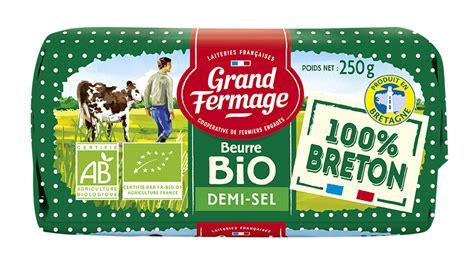 LAITERIES FRANÇAISES
Grand
Fermage
COOPÉRATIVE DE FERMIERS ENGAGÉS
Beurre
BiO
DEMI-SEL
POIDS NET : 250g
PRODUIT EN
BRETAGNE
100%
BRETON
CERTIFIÉ
AB
AGRICULTURE
BIOLOGIQUE
CERTIFIÉ PAR FR-BIO-01
AGRICULTURE FRANCE